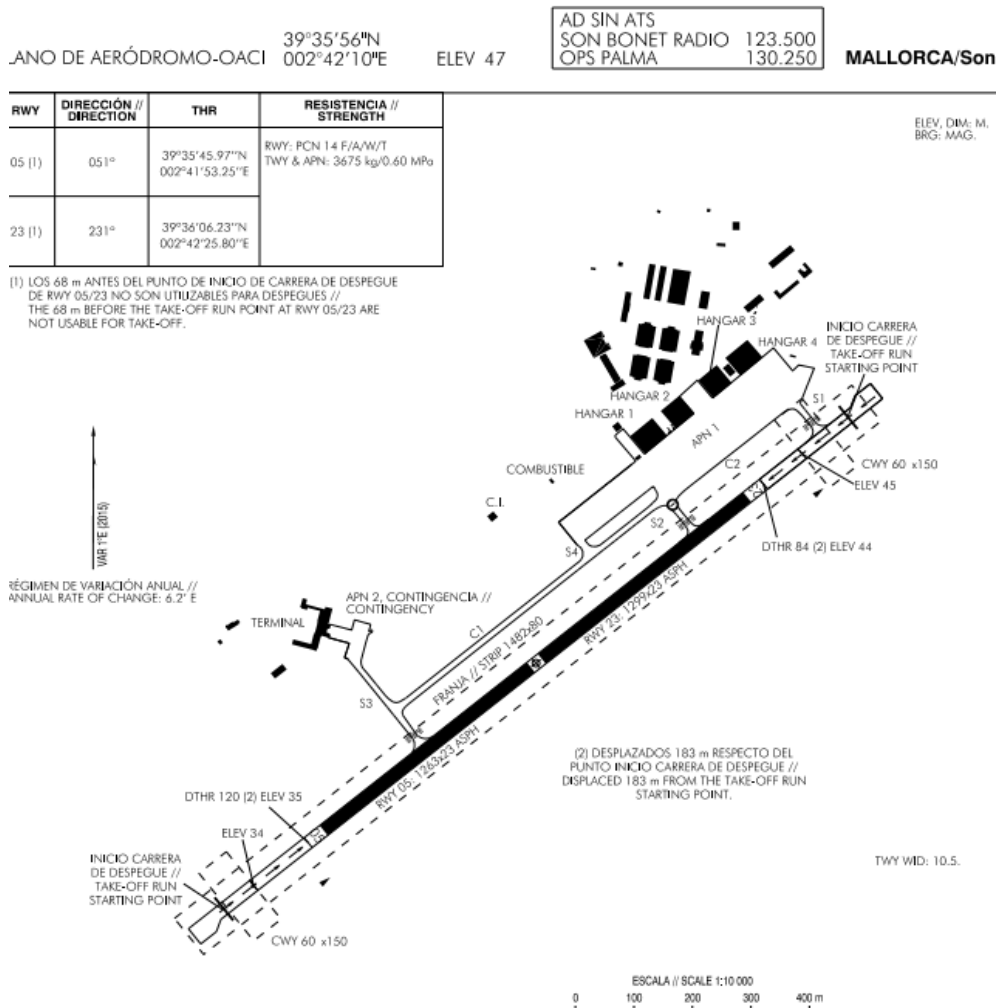 .ANO DE AERÓDROMO-OACI
39°35'56"N
002°42'10"E
ELEV 47
AD SIN ATS
SON BONET RADIO 123.500
OPS PALMA 130.250
MALLORCA/Son
RWY
DIRECCIÓN //
DIRECTION
THR
RESISTENCIA //
STRENGTH
05 (1)
051°
39°35'45.97"N
002°41'53.25"E
RWY: PCN 14 F/A/W/T
TWY & APN: 3675 kg/0.60 MPa
23 (1)
231°
39°36'06.23"N
002°42'25.80"E
ELEV, DIM: M.
BRG: MAG.
(1) LOS 68 m ANTES DEL PUNTO DE INICIO DE CARRERA DE DESPEGUE
DE RWY 05/23 NO SON UTILIZABLES PARA DESPEGUES //
THE 68 m BEFORE THE TAKE-OFF RUN POINT AT RWY 05/23 ARE
NOT USABLE FOR TAKE-OFF.
HANGAR 3
HANGAR 4
INICIO CARRERA
DE DESPEGUE //
TAKE-OFF RUN
STARTING POINT
HANGAR 2
HANGAR 1
S1
APN 1
COMBUSTIBLE
C2
CWY 60 x150
ELEV 45
23
C.I.
S2
DTHR 84 (2) ELEV 44
S4
VAR 1°E (2015)
RÉGIMEN DE VARIACIÓN ANUAL //
ANNUAL RATE OF CHANGE: 6.2' E
APN 2, CONTINGENCIA //
CONTINGENCY
TERMINAL
C1
RWY 23: 1299x23 ASPH
FRANJA // STRIP 1482x80
S3
RWY 05: 1263x23 ASPH
(2) DESPLAZADOS 183 m RESPECTO DEL
PUNTO INICIO CARRERA DE DESPEGUE //
DISPLACED 183 m FROM THE TAKE-OFF RUN
STARTING POINT.
DTHR 120 (2) ELEV 35
05
ELEV 34
INICIO CARRERA
DE DESPEGUE //
TAKE-OFF RUN
STARTING POINT
TWY WID: 10.5.
CWY 60 x150
ESCALA // SCALE 1:10 000
0 100 200 300 400 m